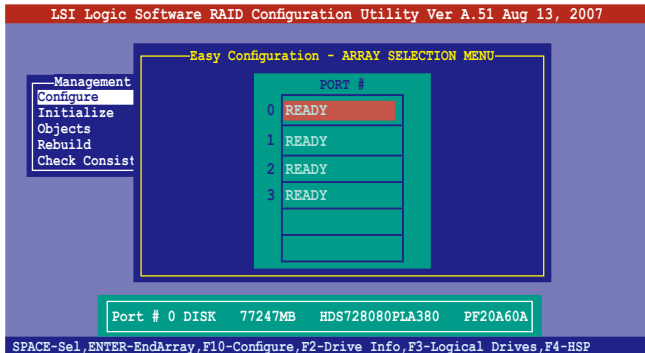 LSI Logic Software RAID Configuration Utility Ver A.51 Aug 13, 2007
Easy Configuration - ARRAY SELECTION MENU
Management
Configure
Initialize
Objects
Rebuild
Check Consist
PORT #
0 READY
1 READY
2 READY
3 READY
Port # 0 DISK 77247MB HDS728080PLA380 PF20A60A
SPACE-Sel,ENTER-EndArray,F10-Configure,F2-Drive Info,F3-Logical Drives,F4-HSP